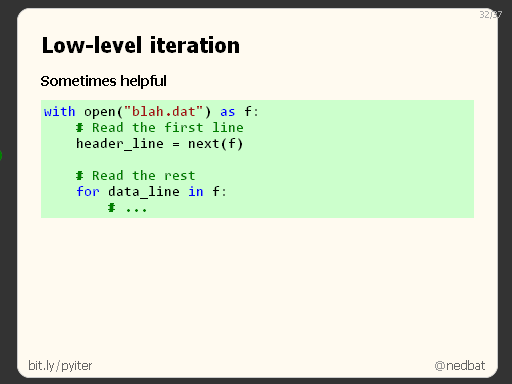 32/37
Low-level iteration
Sometimes helpful
with open("blah.dat") as f:
    # Read the first line
    header_line = next(f)

    # Read the rest
    for data_line in f:
        # ...
bit.ly/pyiter
@nedbat